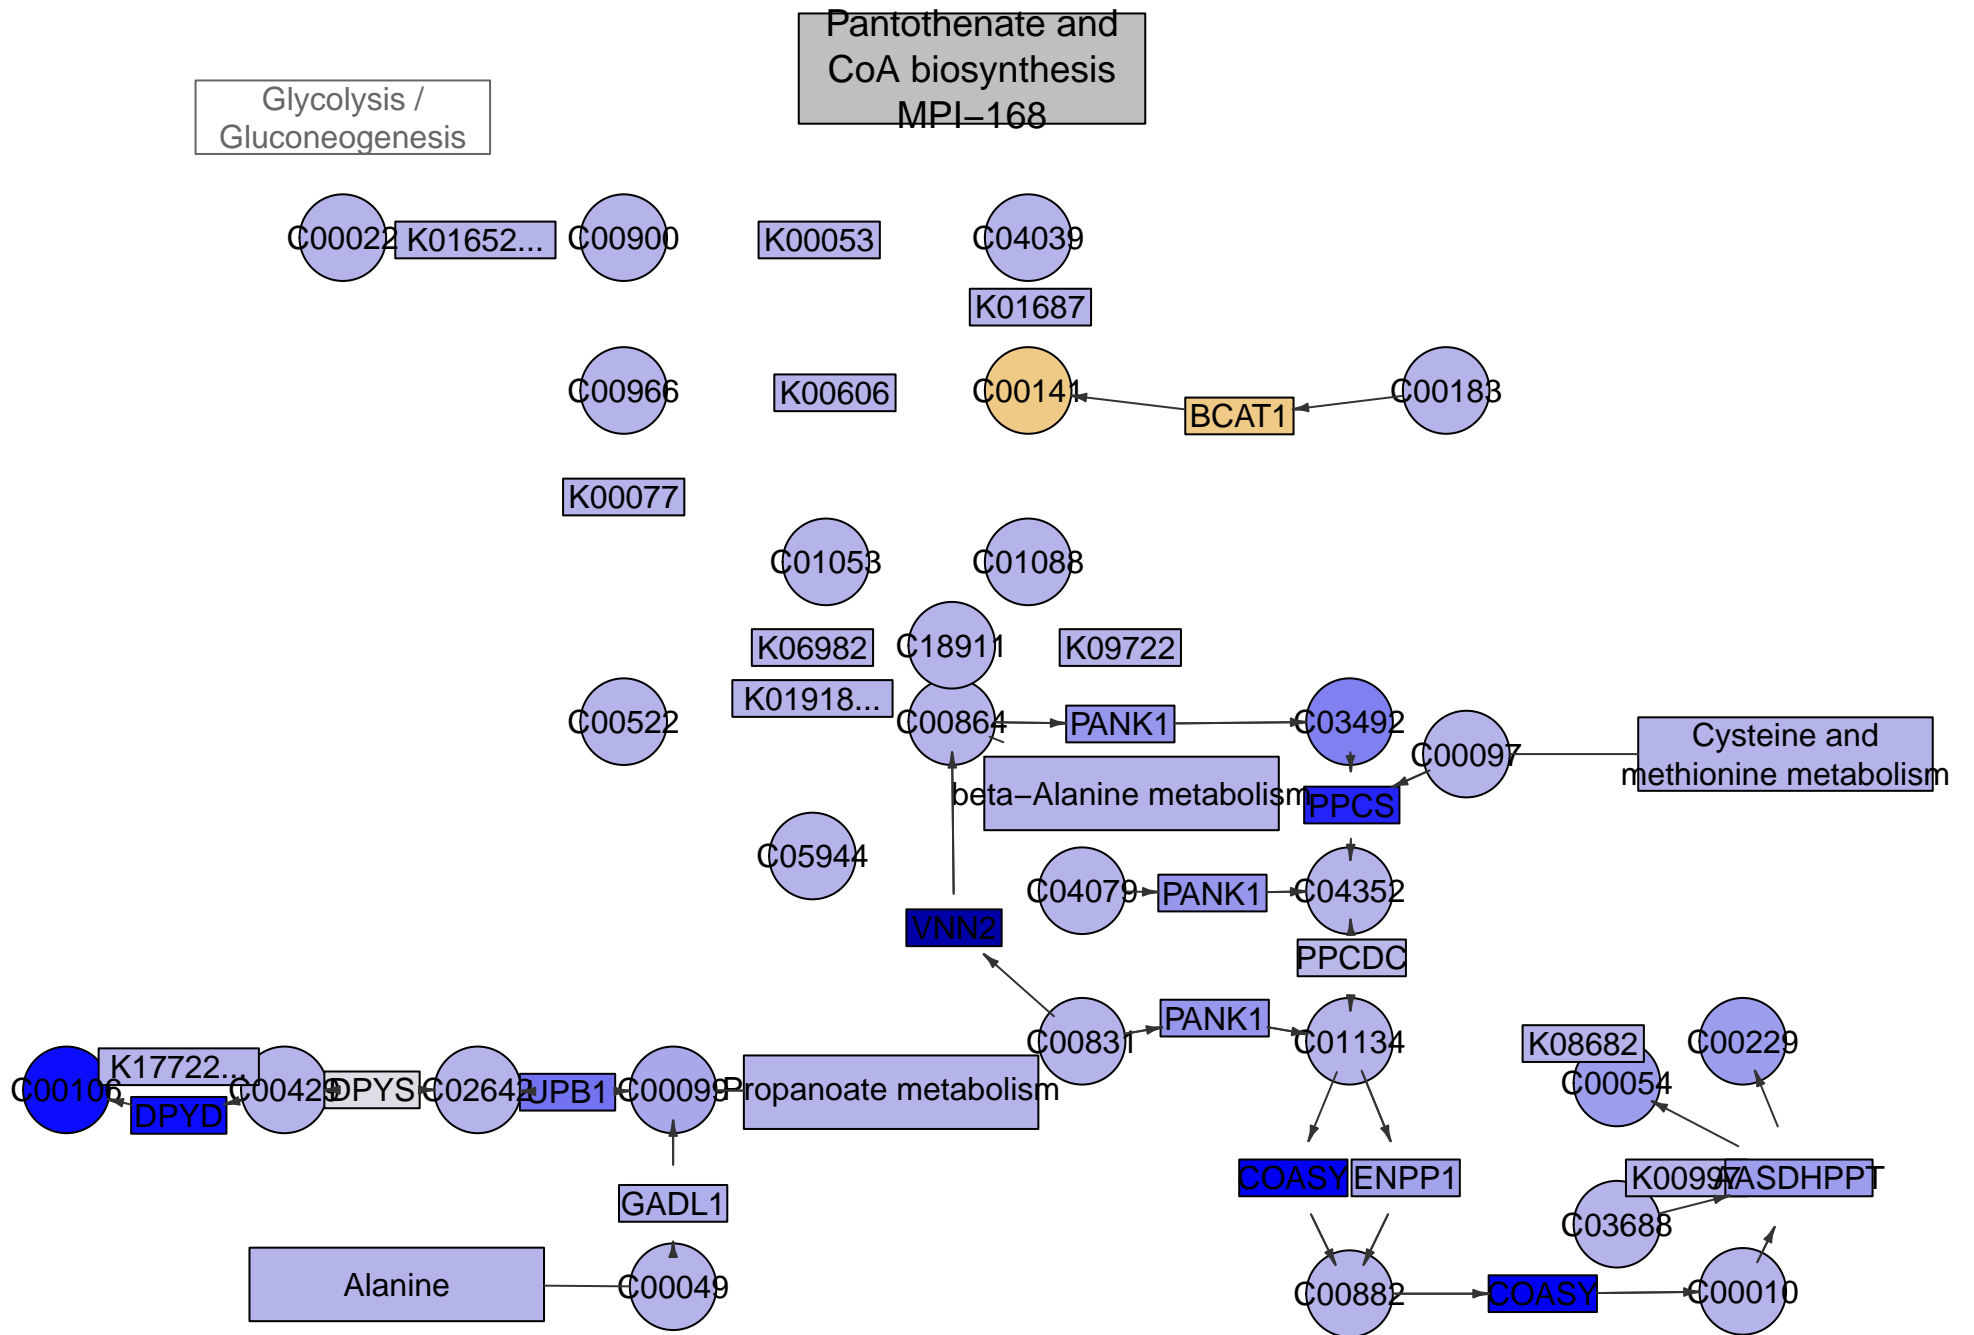 Pantothenate and
CoA biosynthesis
MPI−168
Glycolysis /
Gluconeogenesis
C00022
K01652...
C00900
K00053
C04039
K01687
C00966
K00606
C00141
BCAT1
C00183
K00077
C01053
C01088
K06982
C18911
K09722
K01918...
C00522
C00864
PANK1
C03492
C00097
Cysteine and
methionine metabolism
beta−Alanine metabolism
PPCS
C05944
C04079
PANK1
C04352
VNN2
PPCDC
C00831
PANK1
C01134
K08682
C00229
C00054
C00106
K17722...
DPYD
C00429
DPYS
C02642
UPB1
C00099
Propanoate metabolism
COASY
ENPP1
K00997
AASDHPPT
GADL1
C03688
Alanine
C00049
C00882
COASY
C00010